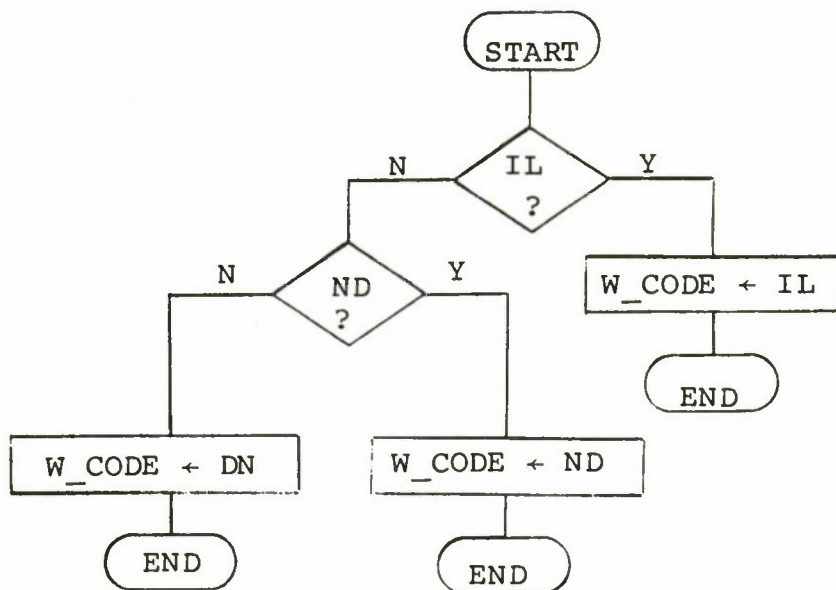 START
IL
?
N
Y
ND
?
N
Y
W_CODE ← IL
END
W_CODE ← DN
W_CODE ← ND
END
END